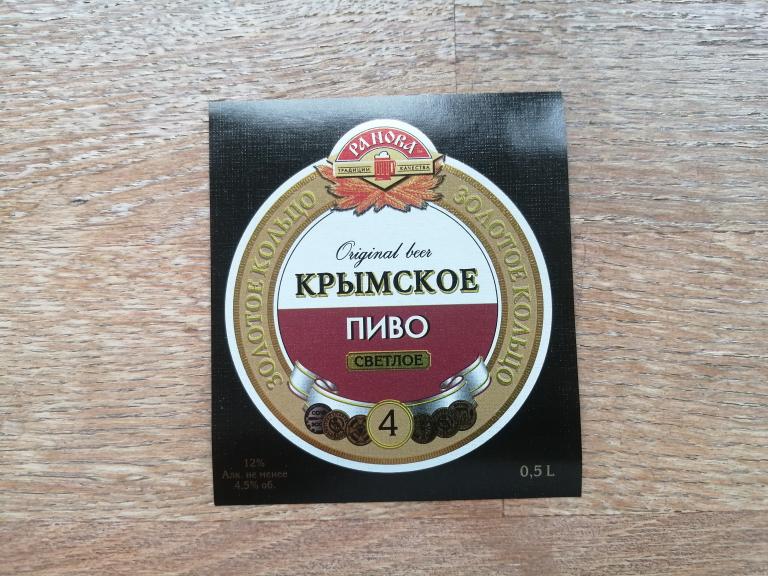 РАНОВА
ТРАДИЦИИ КАЧЕСТВА
ЗОЛОТОЕ КОЛЬЦО
ЗОЛОТОЕ КОЛЬЦО
Original beer
КРЫМСКОЕ
ПИВО
СВЕТЛОЕ
4
12%
Алк. не менее
4,5% об.
0,5 L